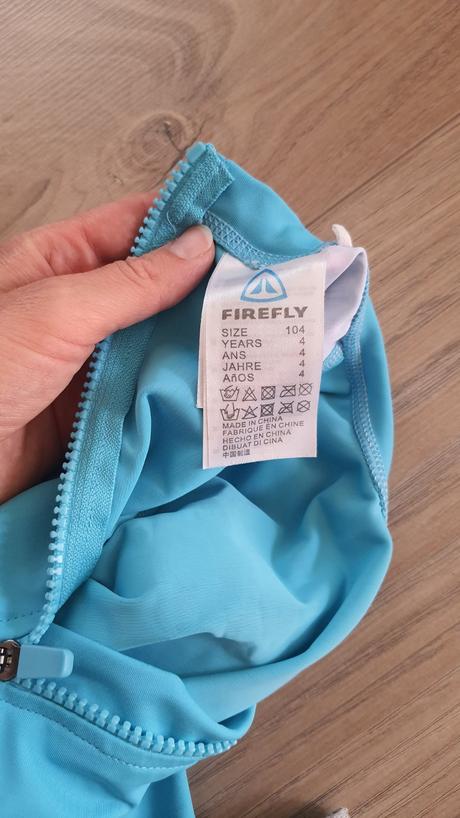 FIREFLY
SIZE 104
YEARS 4
ANS 4
JAHRE 4
AÑOS 4
MADE IN CHINA
FABRIQUE EN CHINE
HECHO EN CHINA
DIBUAT DI CINA
中国制造